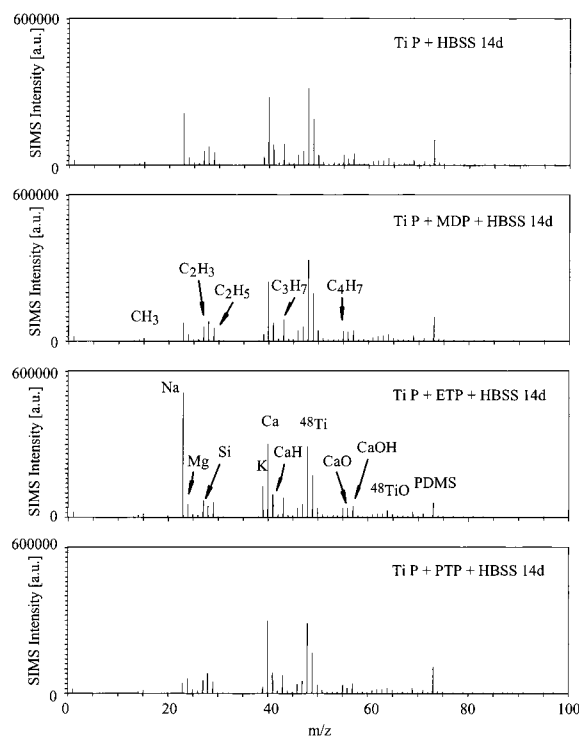 600000
SIMS Intensity [a.u.]
0
Ti P + HBSS 14d
600000
SIMS Intensity [a.u.]
0
Ti P + MDP + HBSS 14d
CH3
C2H3
C2H5
C3H7
C4H7
600000
SIMS Intensity [a.u.]
0
Ti P + ETP + HBSS 14d
Na
Mg
Si
K
Ca
CaH
48Ti
CaO
CaOH
48TiO
PDMS
600000
SIMS Intensity [a.u.]
0
Ti P + PTP + HBSS 14d
0 20 40 60 80 100
m/z